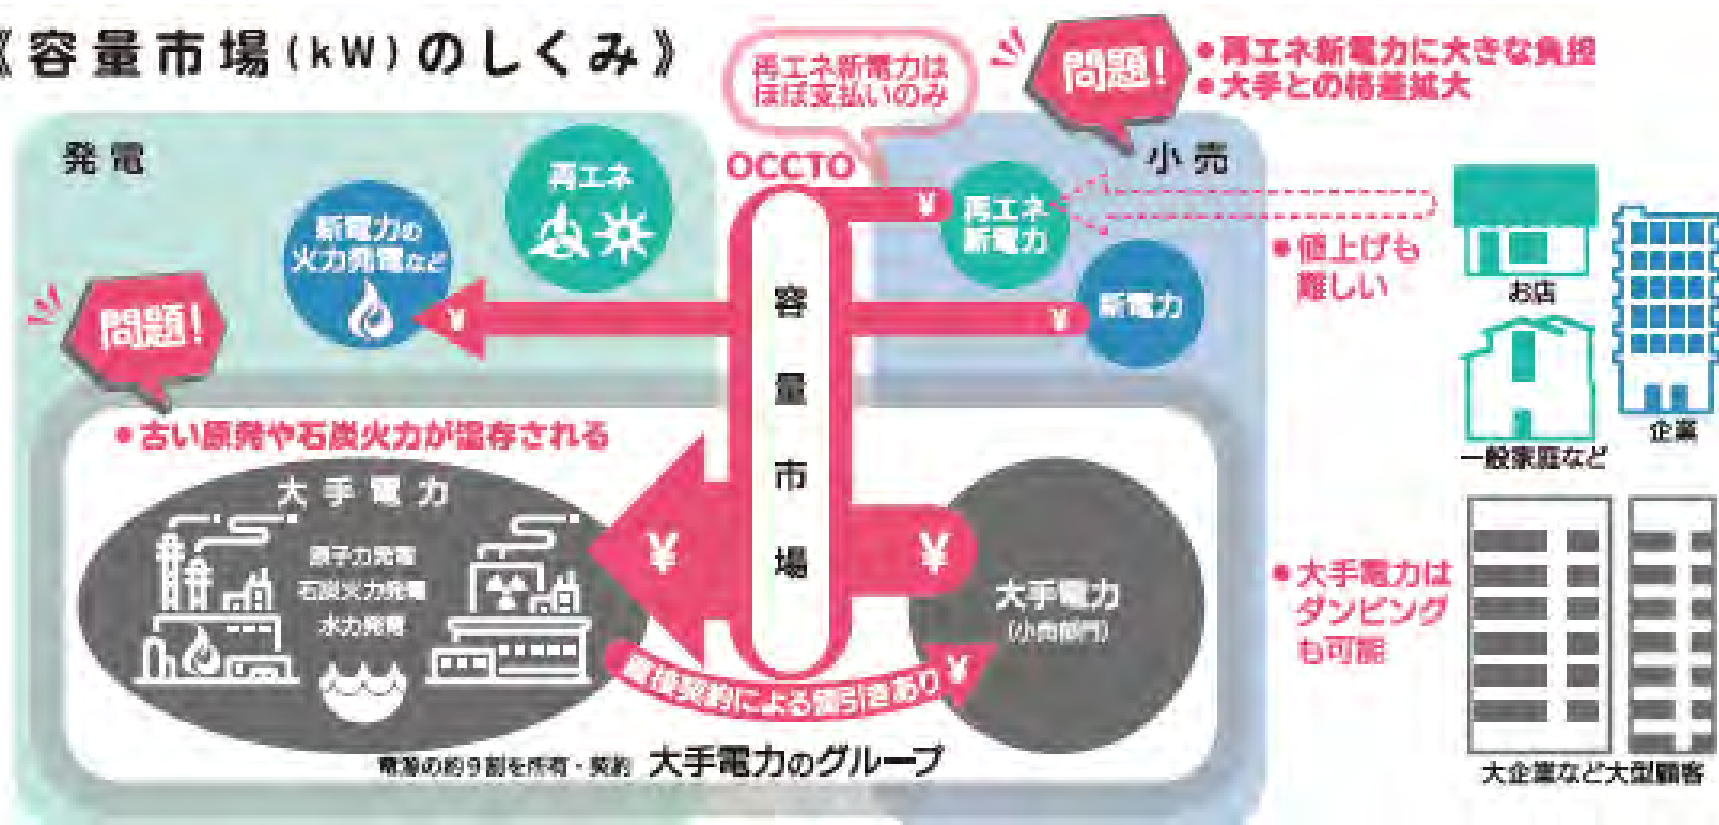 《容量市場(kW)のしくみ》
再エネ新電力は
ほぼ支払いのみ
問題!
●再エネ新電力に大きな負担
●大手との格差拡大
発電
小売
OCCTO
再エネ
新電力の
火力発電など
¥
再エネ
新電力
●値上げも
難しい
お店
¥
¥
新電力
容量市場
問題!
一般家庭など
企業
●古い原発や石炭火力が温存される
大手電力
原子力発電
石炭火力発電
水力発電
¥
¥
大手電力
(小売部門)
●大手電力は
ダンピング
も可能
直接契約による割引きあり
¥
電源の約9割を所有・契約 大手電力のグループ
大企業など大型顧客